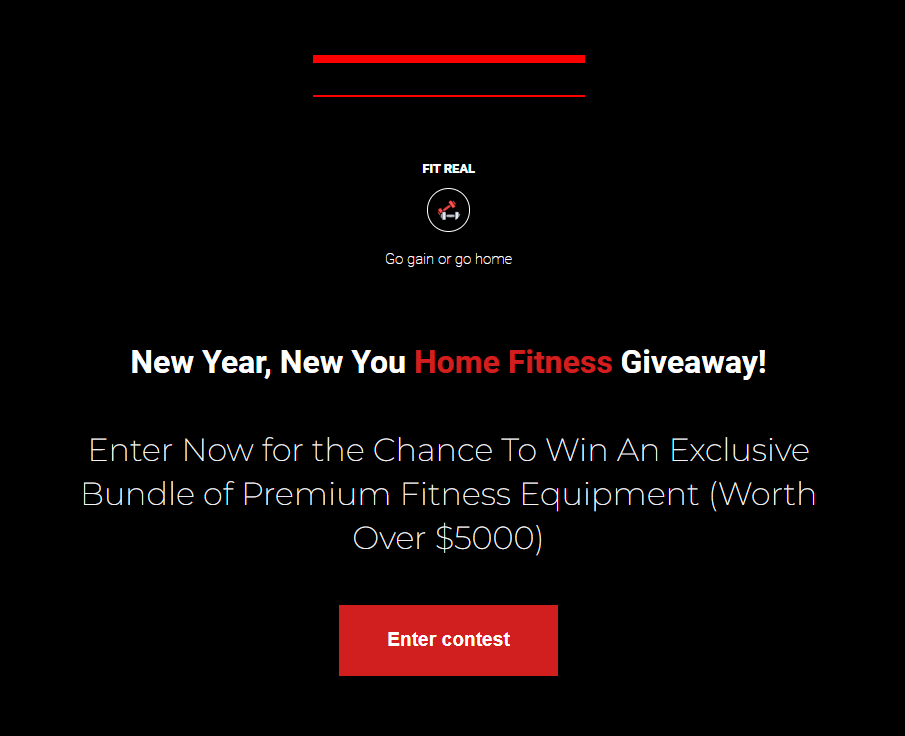 FIT REAL
Go gain or go home
New Year, New You Home Fitness Giveaway!
Enter Now for the Chance To Win An Exclusive
Bundle of Premium Fitness Equipment (Worth
Over $5000)
Enter contest